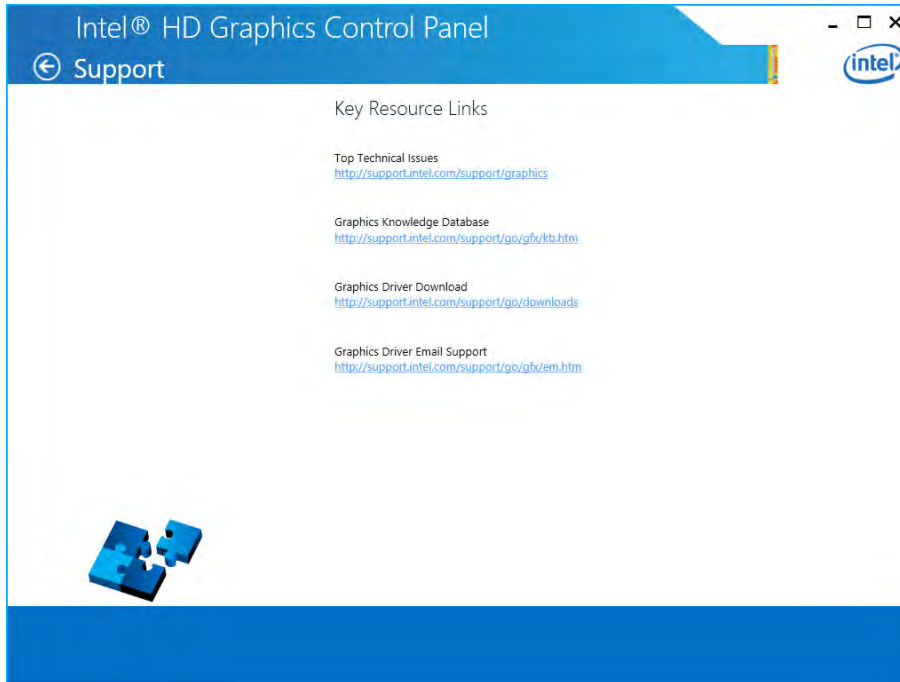 Intel® HD Graphics Control Panel
Support
intel
Key Resource Links
Top Technical Issues
http://support.intel.com/support/graphics
Graphics Knowledge Database
http://support.intel.com/support/go/gfx/kb.htm
Graphics Driver Download
http://support.intel.com/support/go/downloads
Graphics Driver Email Support
http://support.intel.com/support/go/gfx/em.htm